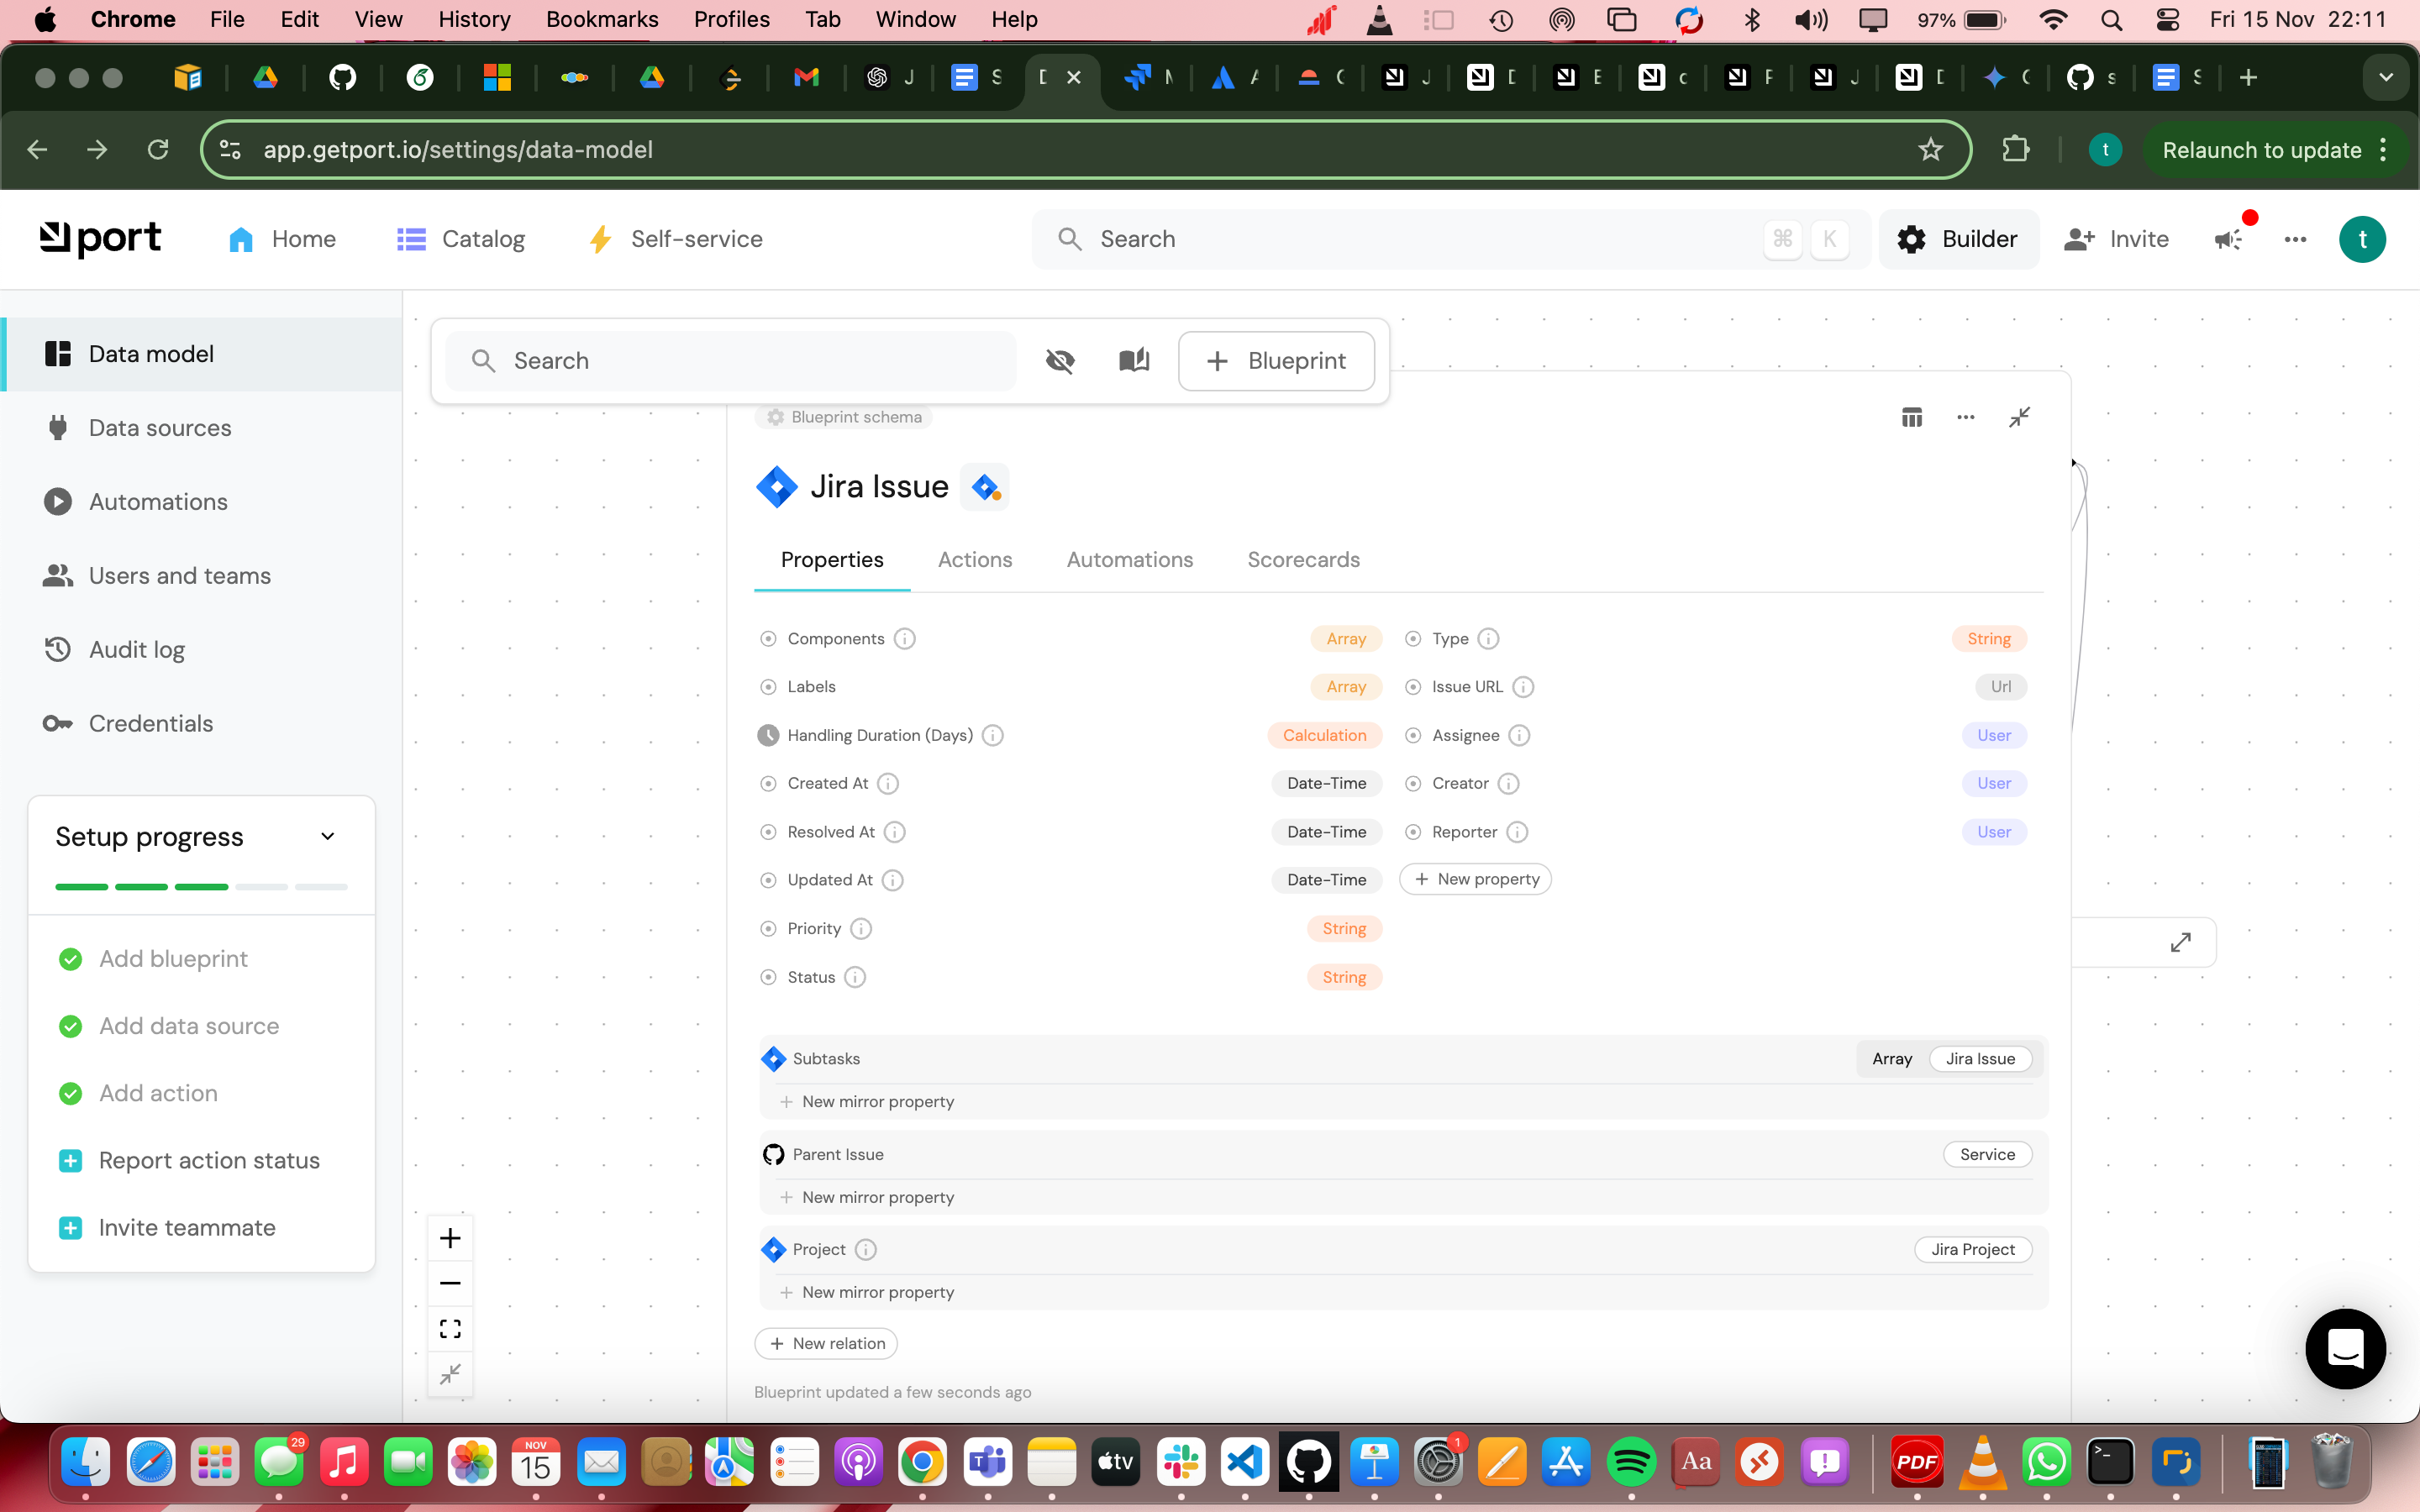 Chrome File Edit View History Bookmarks Profiles Tab Window Help 97% Fri 15 Nov 22:11
app.getport.io/settings/data-model
Relaunch to update
port Home Catalog Self-service Search ⌘ K Builder Invite t
Data model
Data sources
Automations
Users and teams
Audit log
Credentials
Setup progress
Add blueprint
Add data source
Add action
Report action status
Invite teammate
Search + Blueprint
Blueprint schema
Jira Issue
Properties Actions Automations Scorecards
Components Array Type String
Labels Array Issue URL Url
Handling Duration (Days) Calculation Assignee User
Created At Date-Time Creator User
Resolved At Date-Time Reporter User
Updated At Date-Time + New property
Priority String
Status String
Subtasks Array Jira Issue
+ New mirror property
Parent Issue Service
+ New mirror property
Project Jira Project
+ New mirror property
+ New relation
Blueprint updated a few seconds ago
29
NOV
15
tv
1
Aa
PDF